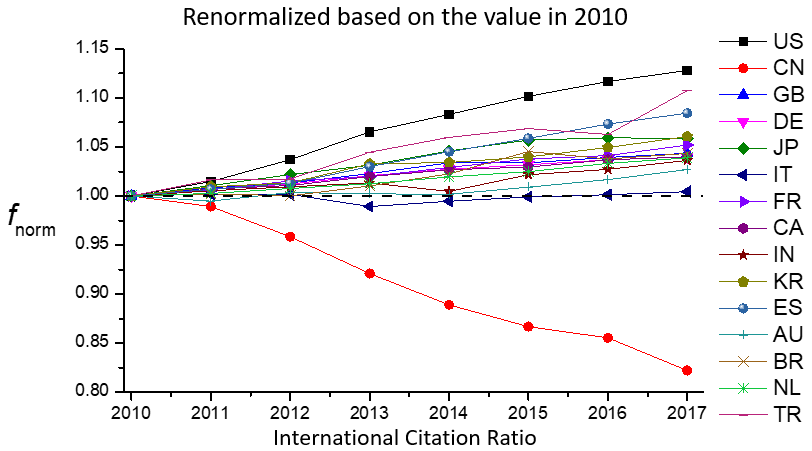 Renormalized based on the value in 2010
1.15
1.10
1.05
1.00
0.95
0.90
0.85
0.80
f norm
2010 2011 2012 2013 2014 2015 2016 2017
International Citation Ratio
US
CN
GB
DE
JP
IT
FR
CA
IN
KR
ES
AU
BR
NL
TR